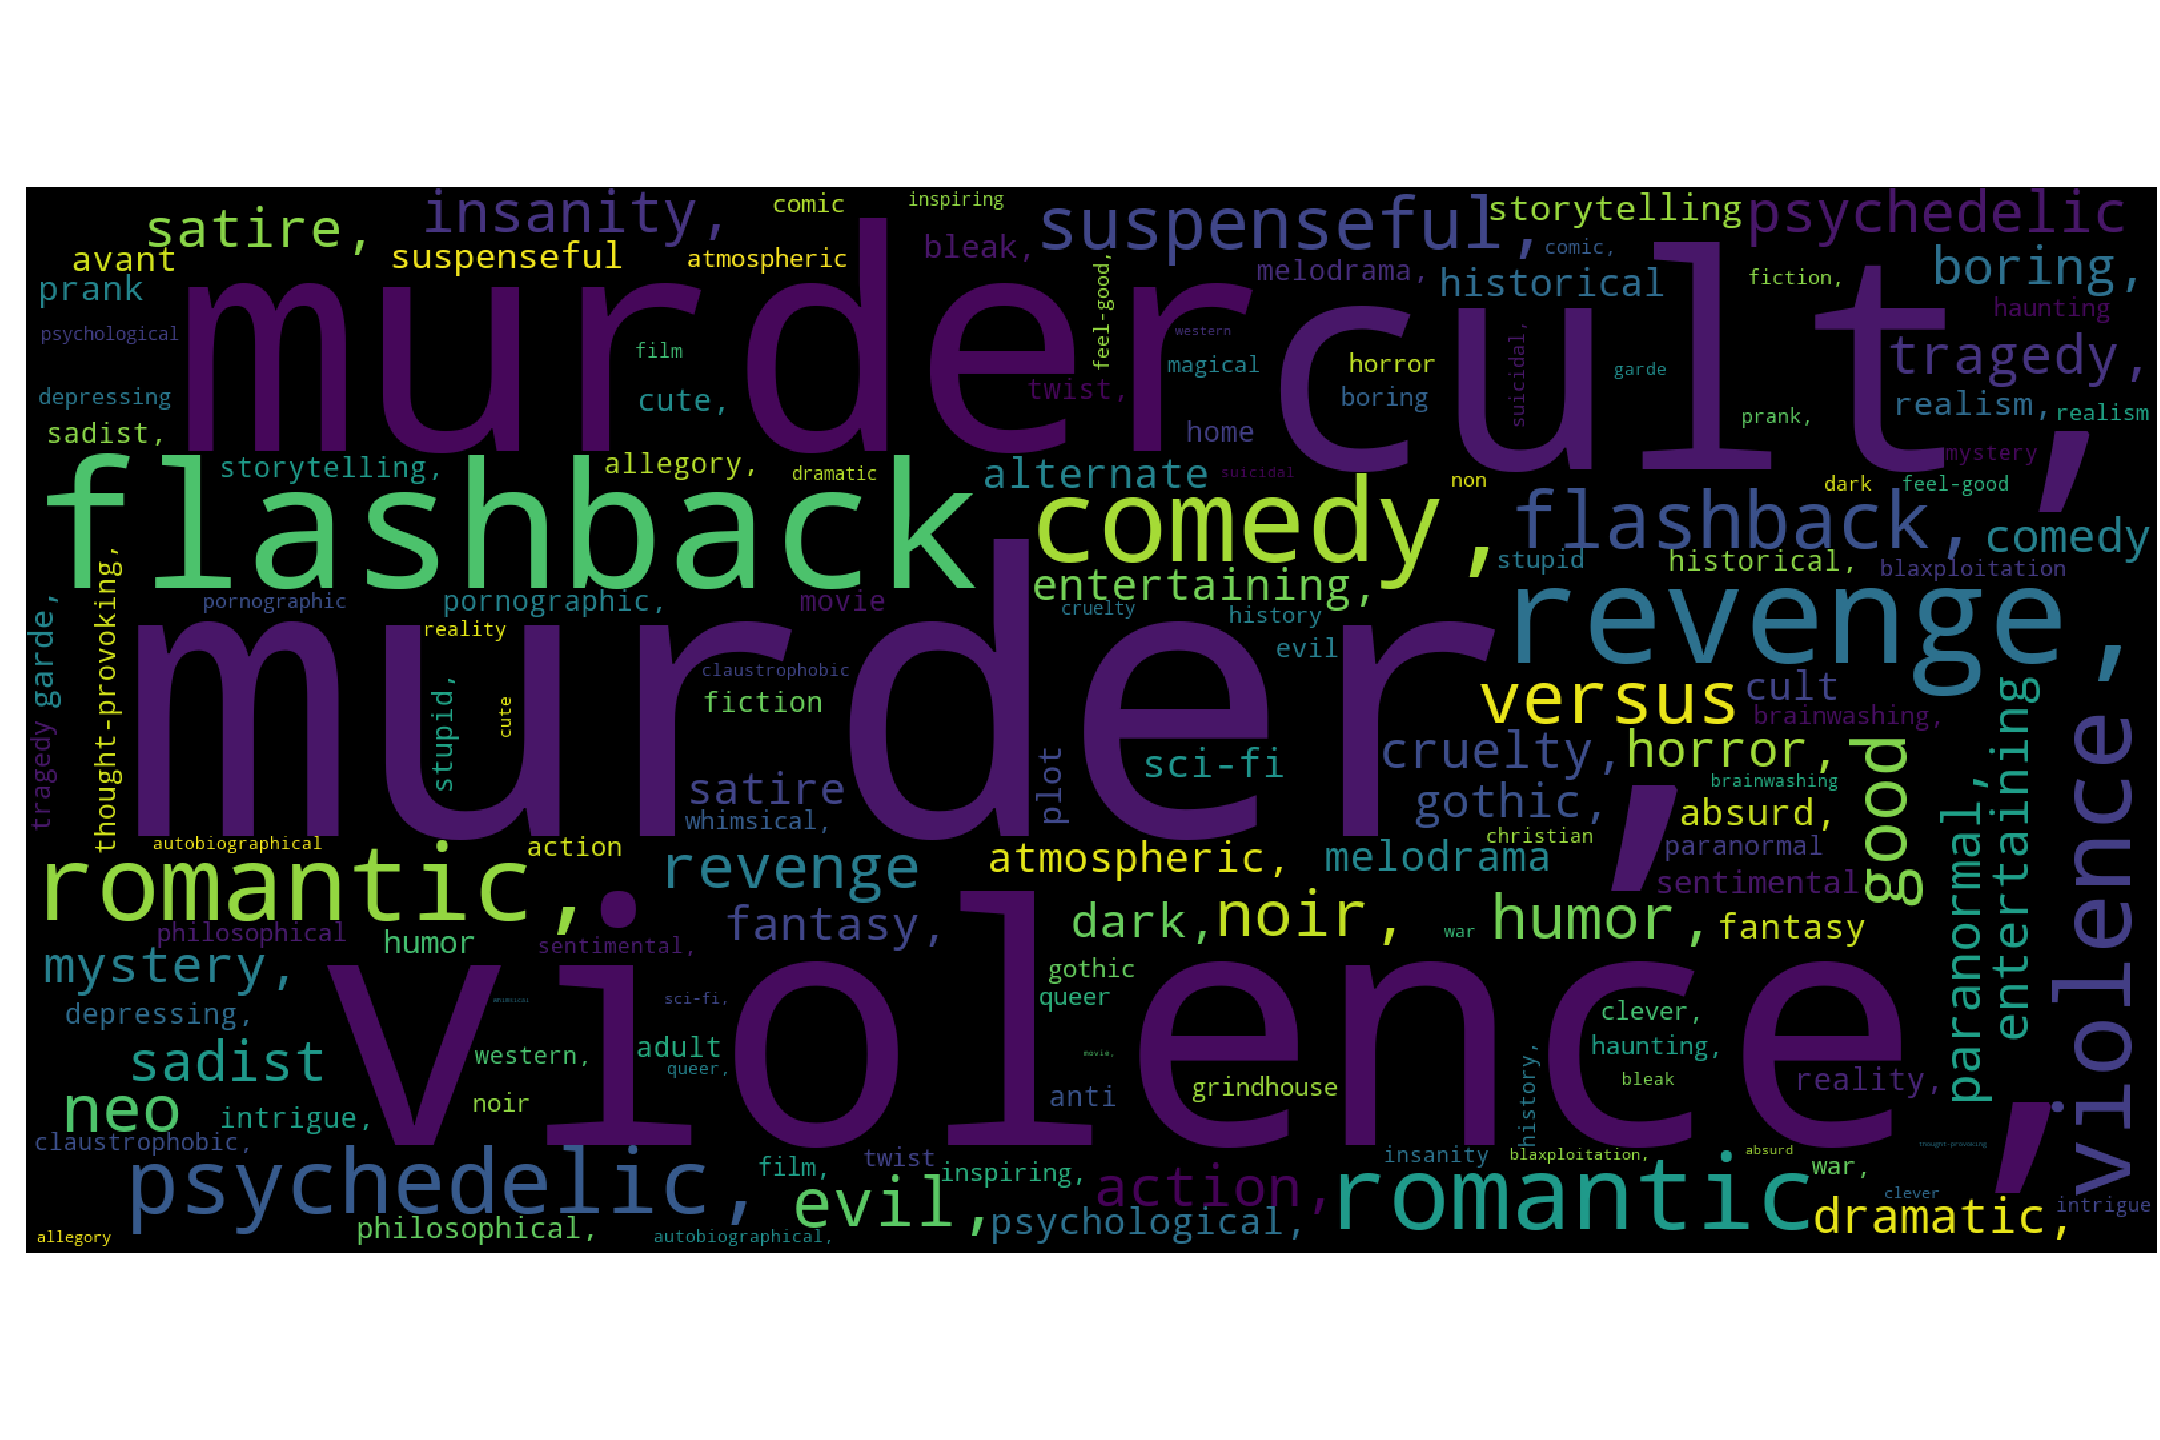 satire,
insanity,
comic
inspiring
suspenseful,
storytelling
psychedelic
avant
suspenseful
atmospheric
bleak,
melodrama,
comic,
historical
fiction,
boring,
prank
murder
cult,
feel-good,
haunting
psychological
film
western
magical
horror
suicidal,
garde
tragedy,
depressing
cute,
twist,
boring
prank,
realism,
realism
sadist,
home
mystery
storytelling,
allegory,
dramatic
alternate
suicidal
non
dark
feel-good
flashback
comedy,
flashback,
comedy
stupid
historical,
blaxploitation
entertaining,
thought-provoking,
garde,
pornographic
pornographic,
movie
cruelty
history
revenge,
reality
evil
murder,
claustrophobic
fiction
cute
stupid,
versus
cult
brainwashing,
entertaining
violence
tragedy
plot
sci-fi
cruelty,
horror,
good
satire
brainwashing
gothic,
absurd,
paranormal,
whimsical,
autobiographical
action
christian
paranormal
romantic,
revenge
atmospheric,
melodrama
sentimental
philosophical
humor
sentimental,
fantasy,
dark,
noir,
war
humor,
fantasy
mystery,
gothic
queer
violence,
depressing,
sci-fi,
clever,
sadist
western,
adult
queer,
movie,
haunting,
history,
bleak
reality,
neo
intrigue,
noir
anti
grindhouse
claustrophobic,
psychedelic,
film,
twist
inspiring,
action,
insanity
blaxploitation,
absurd
war,
thought-provoking
romantic
clever
intrigue
allegory
philosophical,
evil,
autobiographical,
psychological,
dramatic,